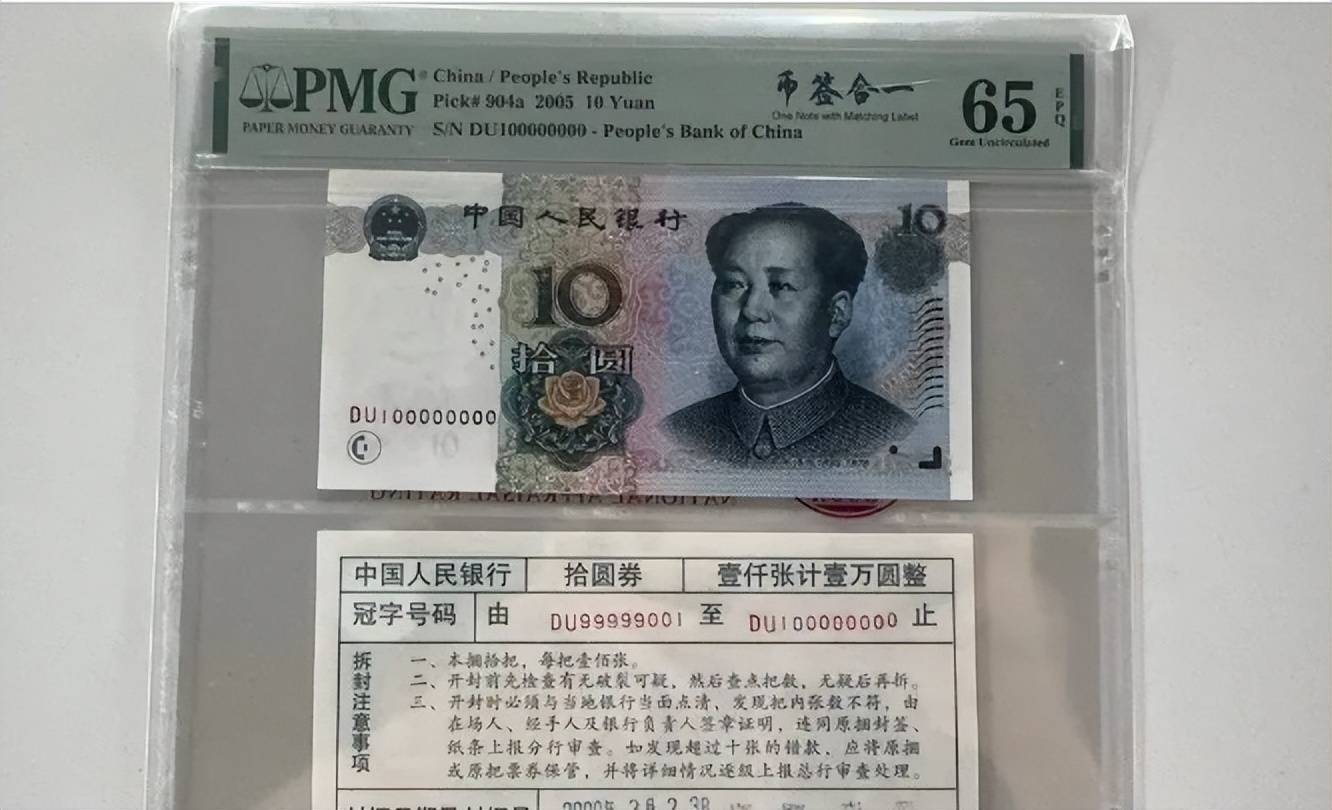 PMG
PAPER MONEY GUARANTY
China / People's Republic
Pick# 904a 2005 10 Yuan
S/N DU100000000 - People's Bank of China
币签合一
One Note with Matching Label
65
EPQ
Gem Uncirculated
中国人民银行
10
10
拾圆
DU100000000
中国人民银行 拾圆券 壹仟张计壹万圆整
冠字号码 由 DU99999001 至 DU100000000 止
拆封注意事项
一、本捆拾把，每把壹佰张。
二、开封前先检查有无破裂可疑，然后查点把数，无疑后再拆。
三、开封时必须与当地银行当面点清，发现把内张数不符，由
在场人、经手人及银行负责人签章证明，连同原捆封签、
纸条上报分行审查。如发现超过十张的错款，应将原捆
或原把票券保管，并将详细情况逐级上报总行审查处理。